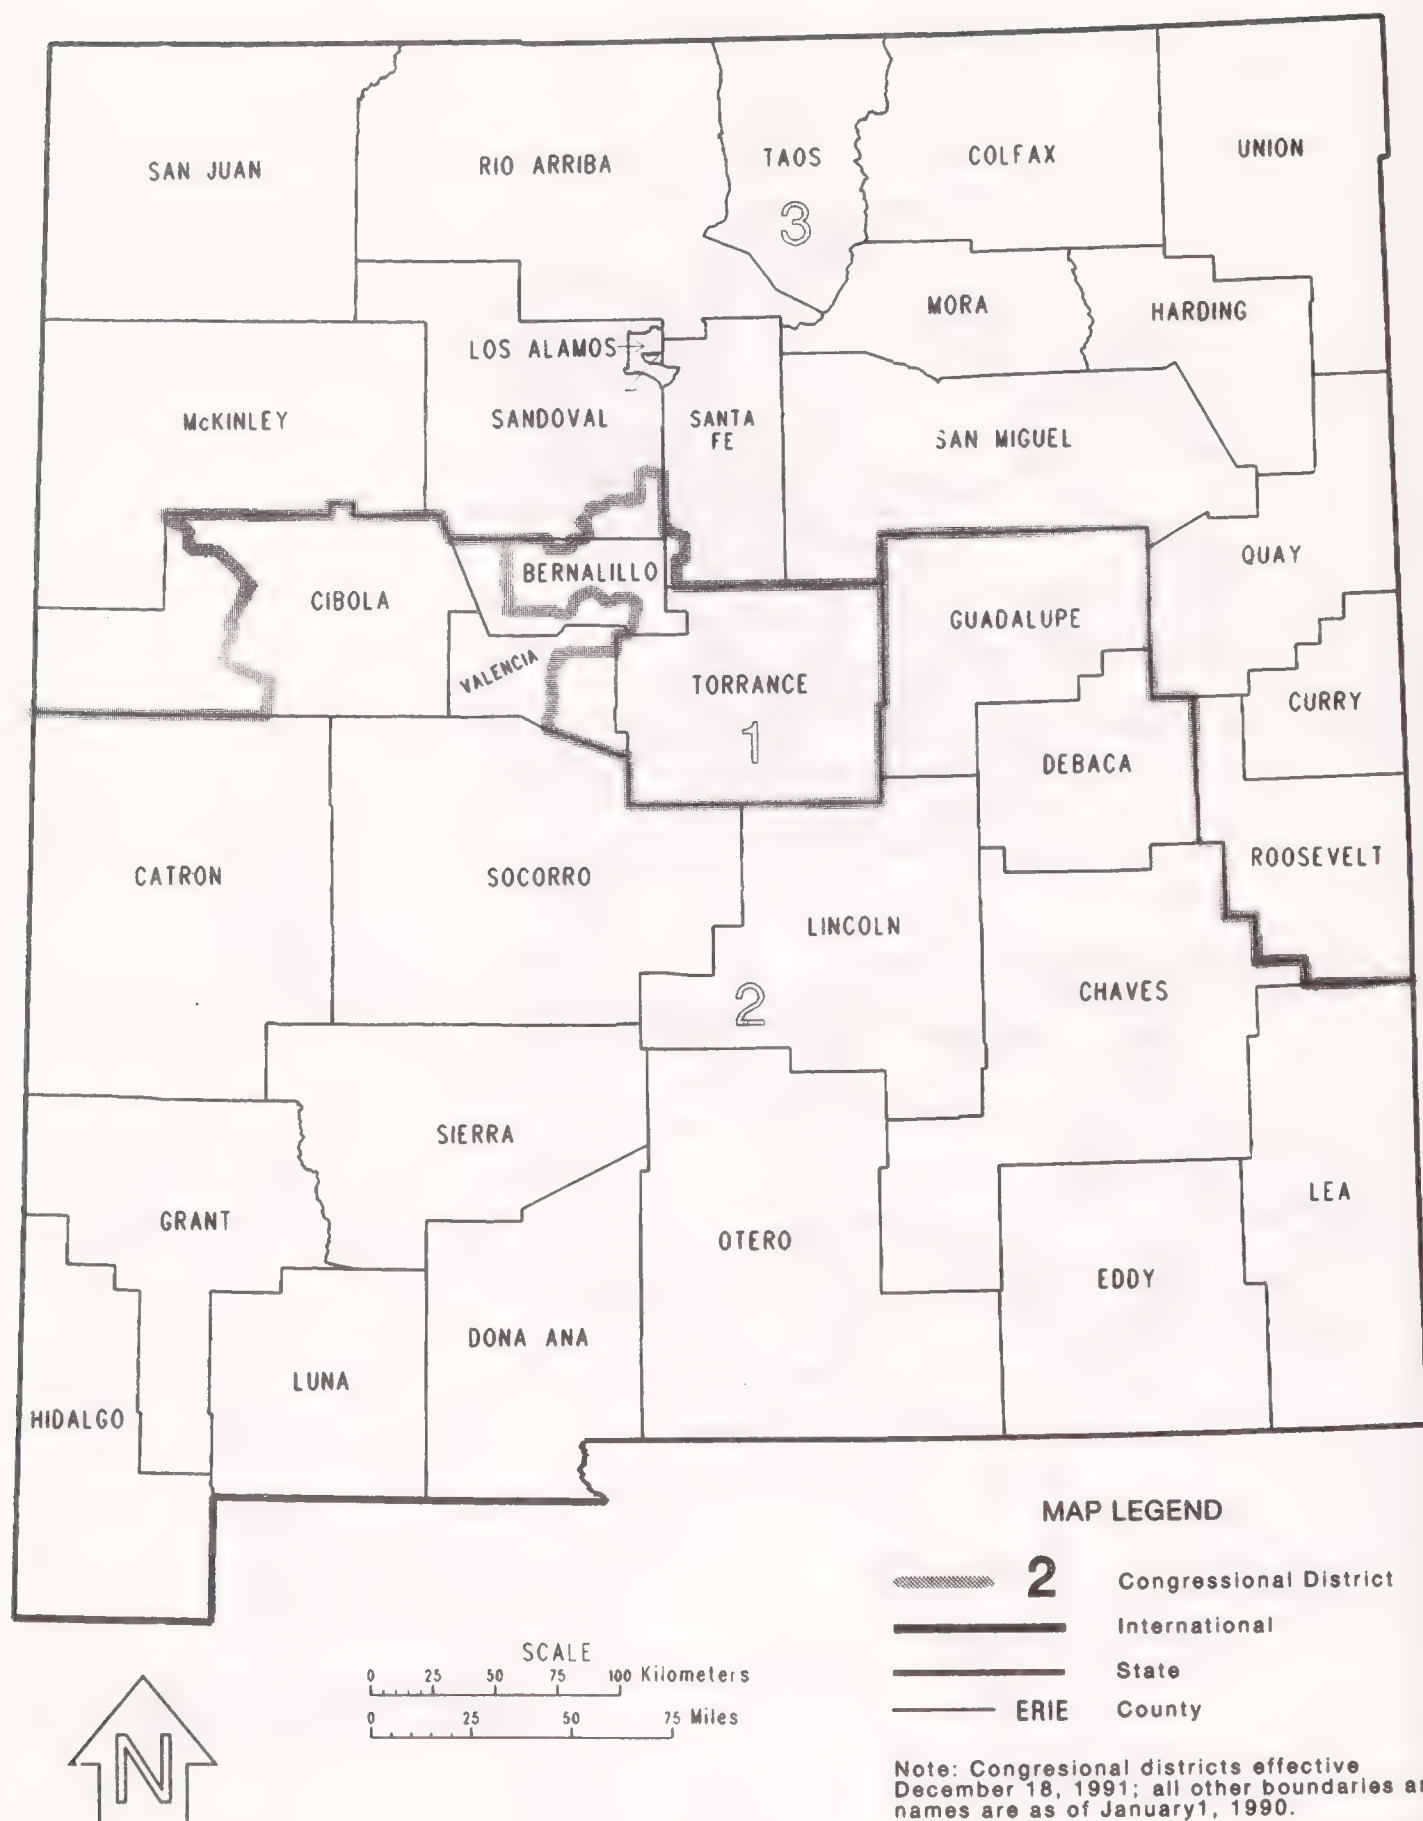 SAN JUAN
RIO ARRIBA
TAOS
COLFAX
UNION
3
MORA
HARDING
LOS ALAMOS
McKINLEY
SANDOVAL
SANTA
FE
SAN MIGUEL
QUAY
BERNALILLO
CIBOLA
GUADALUPE
VALENCIA
TORRANCE
CURRY
1
DEBACA
ROOSEVELT
CATRON
SOCORRO
LINCOLN
CHAVES
2
SIERRA
LEA
GRANT
OTERO
EDDY
DONA ANA
LUNA
HIDALGO
MAP LEGEND
2 Congressional District
International
State
ERIE County
SCALE
0 25 50 75 100 Kilometers
0 25 50 75 Miles
N
Note: Congresional districts effective
December 18, 1991; all other boundaries
names are as of January1, 1990.